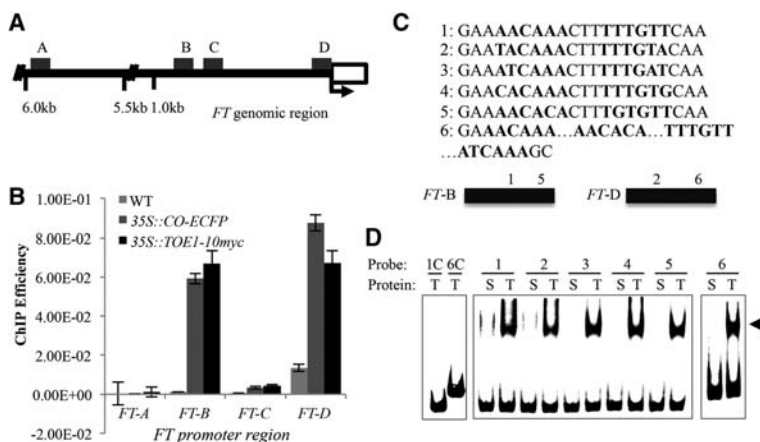 A
A
B
C
D
6.0kb
5.5kb
1.0kb
FT genomic region
B
ChIP Efficiency
1.00E-01
8.00E-02
6.00E-02
4.00E-02
2.00E-02
0.00E+00
-2.00E-02
WT
35S::CO-ECFP
35S::TOE1-10myc
FT-A
FT-B
FT-C
FT-D
FT promoter region
C
1: GAAAACAAACTTTTTGTTCAA
2: GAATACAAACTTTTTGTACAA
3: GAAATCAAACTTTTTGATCAA
4: GAACACAAACTTTTTGTGCAA
5: GAAAACACACTTTGTGTTCAA
6: GAAAACAAA...AACACA...TTTGTT
...ATCAAAGC
FT-B
1
5
FT-D
2
6
D
Probe: 1C 6C 1 2 3 4 5 6
Protein: T T S T S T S T S T S T S T